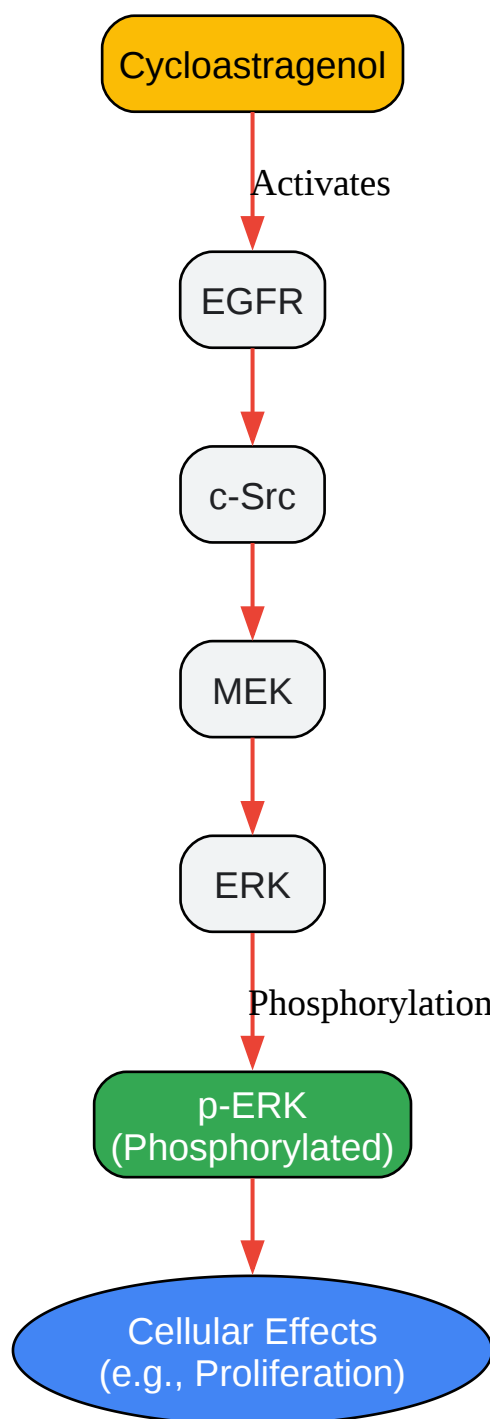 Cycloastragenol
Activates
EGFR
c-Src
MEK
ERK
Phosphorylation
p-ERK
(Phosphorylated)
Cellular Effects
(e.g., Proliferation)